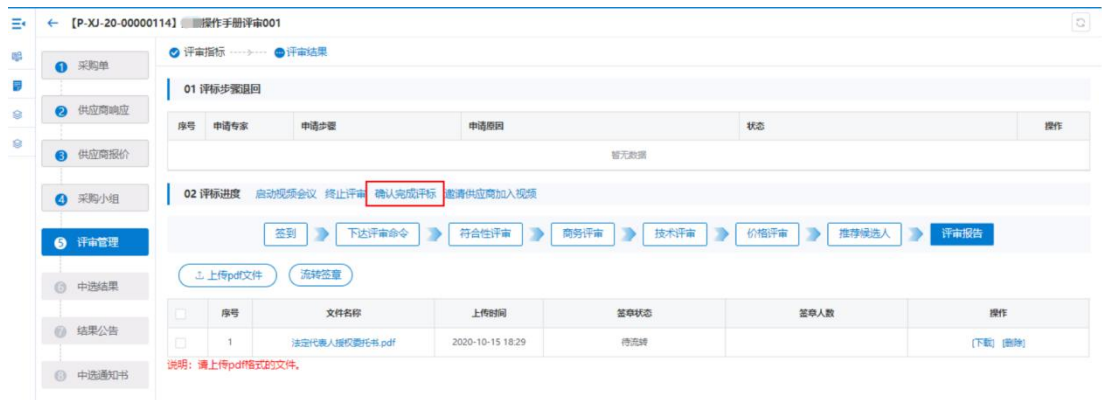 【P-XJ-20-00000114】操作手册评审001
评审指标 评审结果
1 采购单
2 供应商响应
3 供应商报价
4 采购小组
5 评审管理
6 中选结果
7 结果公告
8 中选通知书
01 评标步骤退回
序号 申请专家 申请步骤 申请原因 状态 操作
暂无数据
02 评标进度 启动视频会议 终止评审 确认完成评标 邀请供应商加入视频
签到 下达评审命令 符合性评审 商务评审 技术评审 价格评审 推荐候选人 评审报告
上传pdf文件 流转签章
序号 文件名称 上传时间 签章状态 签章人数 操作
1 法定代表人授权委托书.pdf 2020-10-15 18:29 待流转 [下载] [删除]
说明：请上传pdf格式的文件。